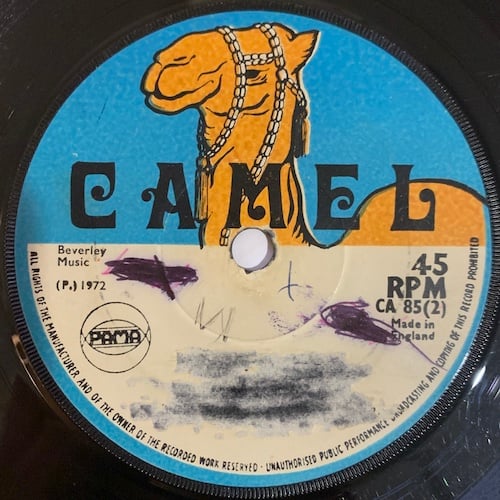 CAMEL
Beverley
Music
(P.) 1972
45
RPM
CA 85(2)
Made in
England
PAMA
ALL RIGHTS OF THE MANUFACTURER AND OF THE OWNER OF THE RECORDED WORK RESERVED · UNAUTHORISED PUBLIC PERFORMANCE BROADCASTING AND COPYING OF THIS RECORD PROHIBITED